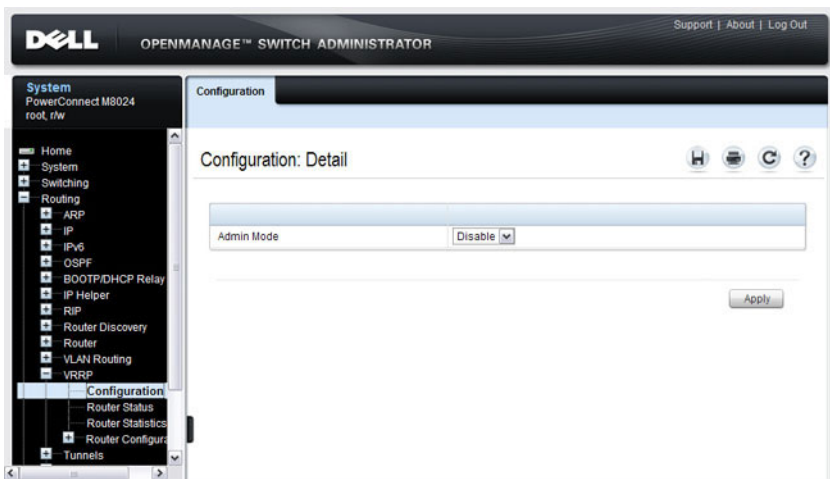 DELL
OPENMANAGE™ SWITCH ADMINISTRATOR
Support | About | Log Out
System
PowerConnect M8024
root, r/w
Home
System
Switching
Routing
ARP
IP
IPv6
OSPF
BOOTP/DHCP Relay
IP Helper
RIP
Router Discovery
Router
VLAN Routing
VRRP
Configuration
Router Status
Router Statistics
Router Configura
Tunnels
Configuration
Configuration: Detail
Admin Mode
Disable
Apply